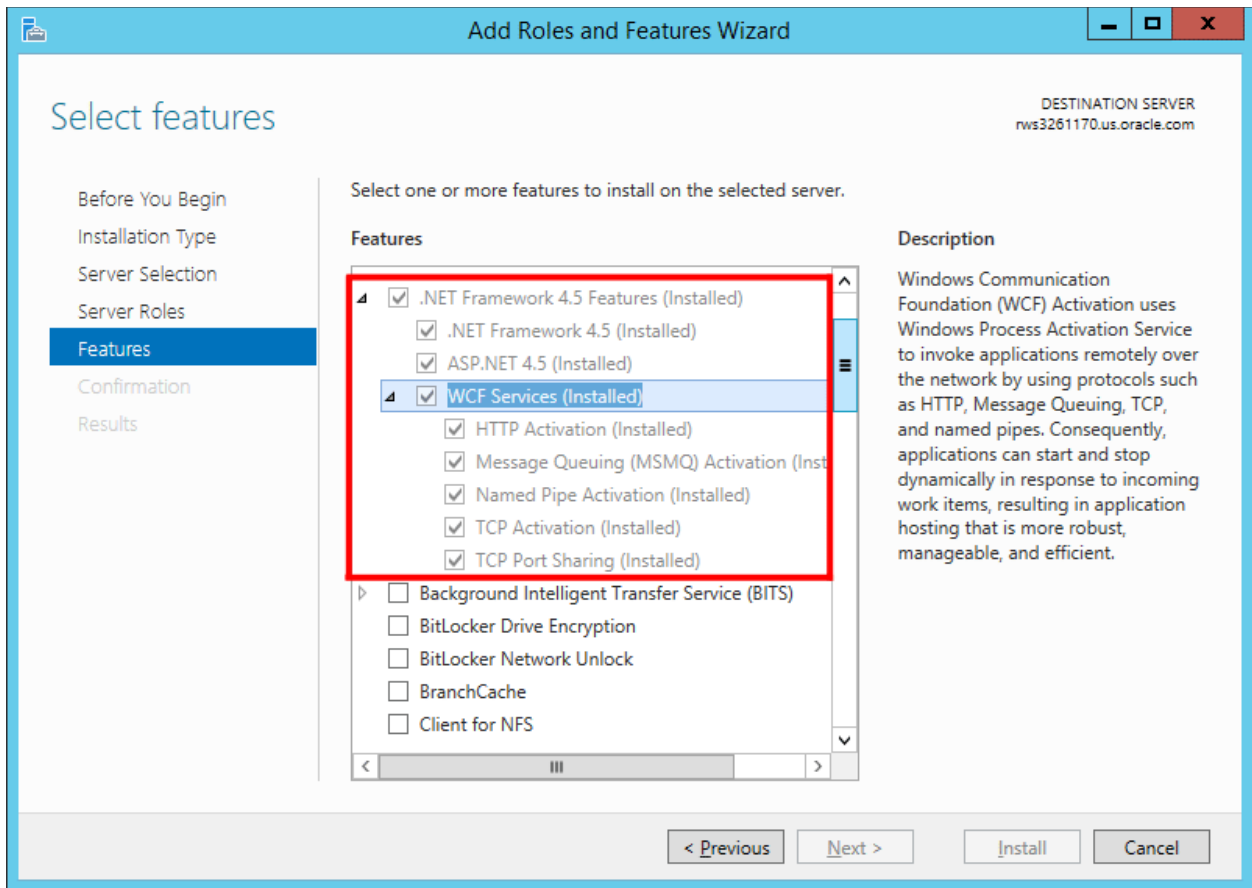 Add Roles and Features Wizard
Select features
DESTINATION SERVER
rws3261170.us.oracle.com
Before You Begin
Installation Type
Server Selection
Server Roles
Features
Confirmation
Results
Select one or more features to install on the selected server.
Features
.NET Framework 4.5 Features (Installed)
.NET Framework 4.5 (Installed)
ASP.NET 4.5 (Installed)
WCF Services (Installed)
HTTP Activation (Installed)
Message Queuing (MSMQ) Activation (Inst
Named Pipe Activation (Installed)
TCP Activation (Installed)
TCP Port Sharing (Installed)
Background Intelligent Transfer Service (BITS)
BitLocker Drive Encryption
BitLocker Network Unlock
BranchCache
Client for NFS
Description
Windows Communication
Foundation (WCF) Activation uses
Windows Process Activation Service
to invoke applications remotely over
the network by using protocols such
as HTTP, Message Queuing, TCP,
and named pipes. Consequently,
applications can start and stop
dynamically in response to incoming
work items, resulting in application
hosting that is more robust,
manageable, and efficient.
< Previous
Next >
Install
Cancel